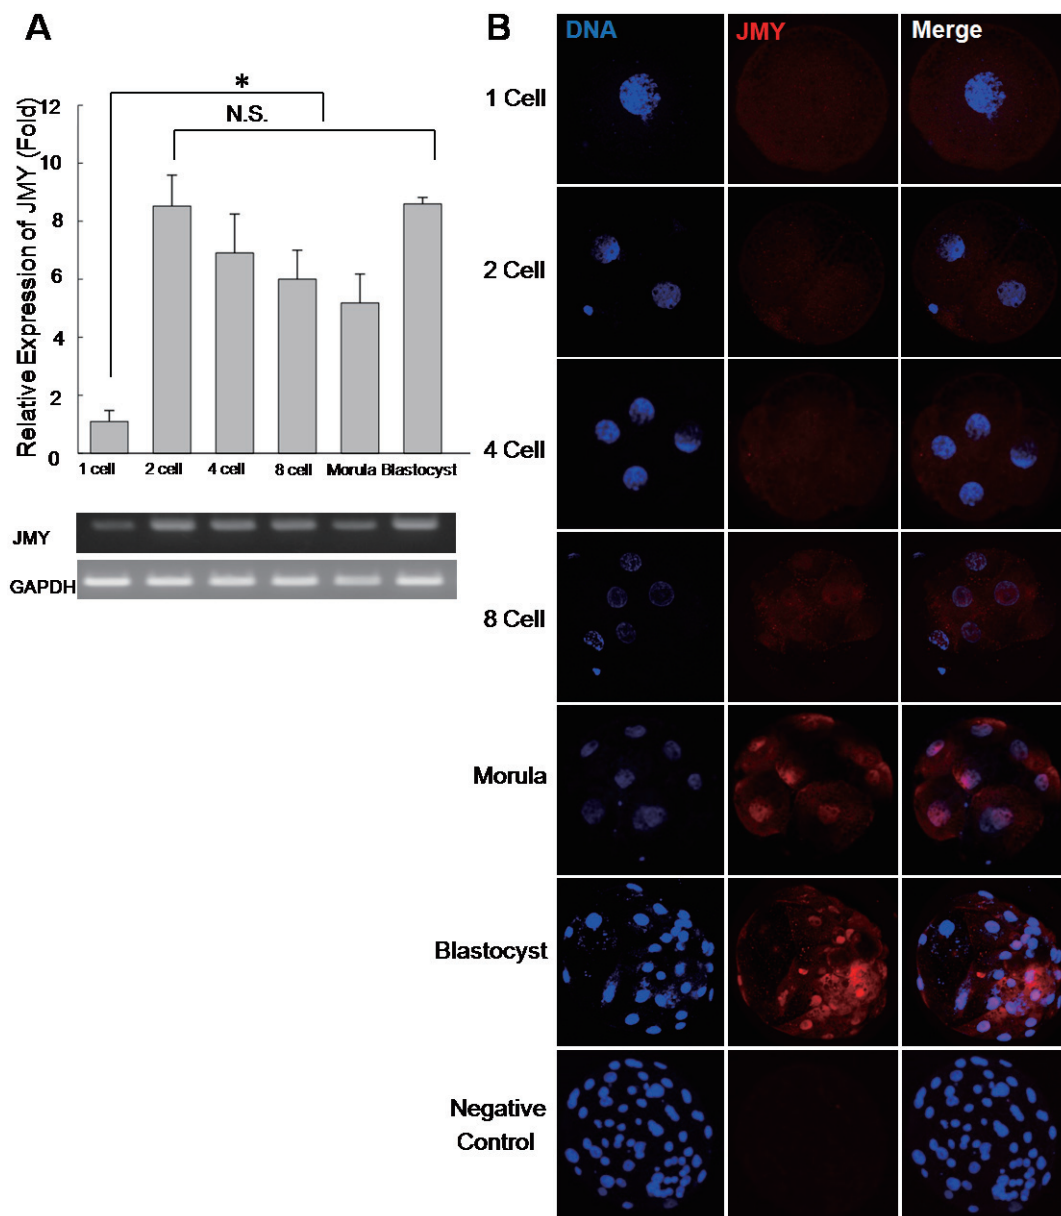 A
*
N.S.
Relative Expression of JMY (Fold)
12
10
8
6
4
2
0
1 cell 2 cell 4 cell 8 cell Morula Blastocyst
JMY
GAPDH
B
DNA JMY Merge
1 Cell
2 Cell
4 Cell
8 Cell
Morula
Blastocyst
Negative
Control